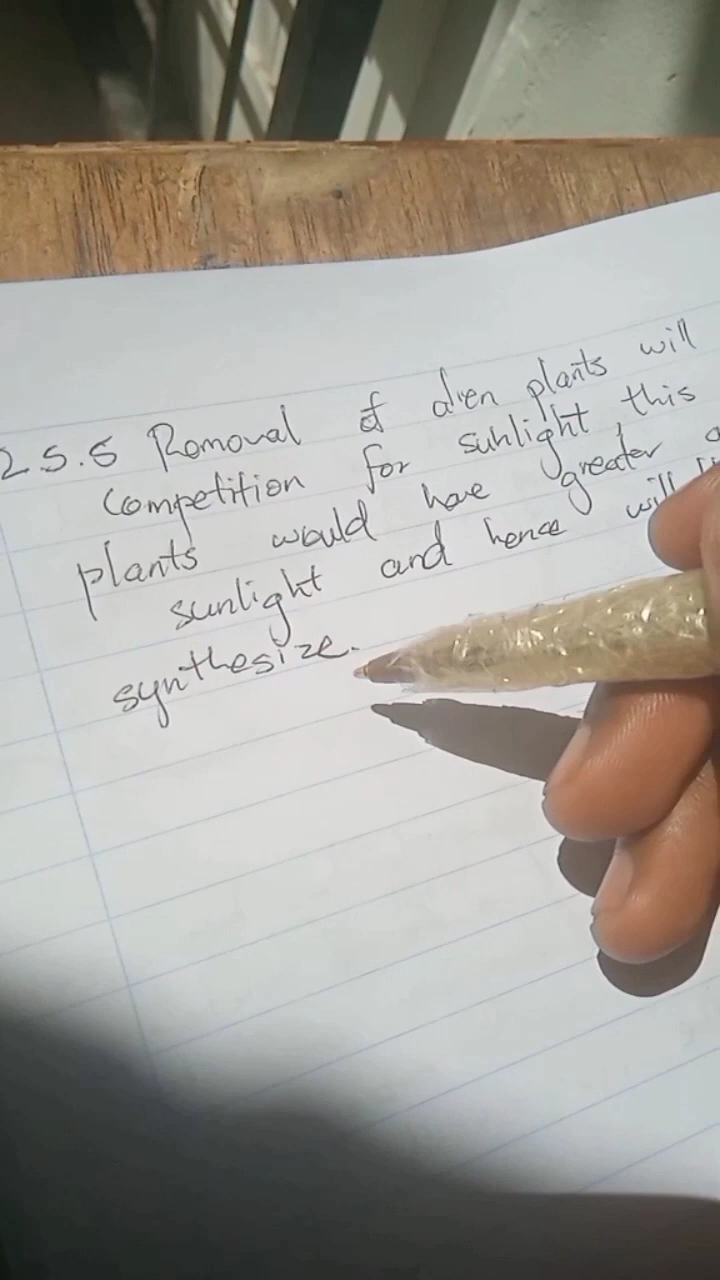 2.5.5 Removal of alien plants will
competition for sunlight, this
plants would have greater
sunlight and hence will
synthesize.